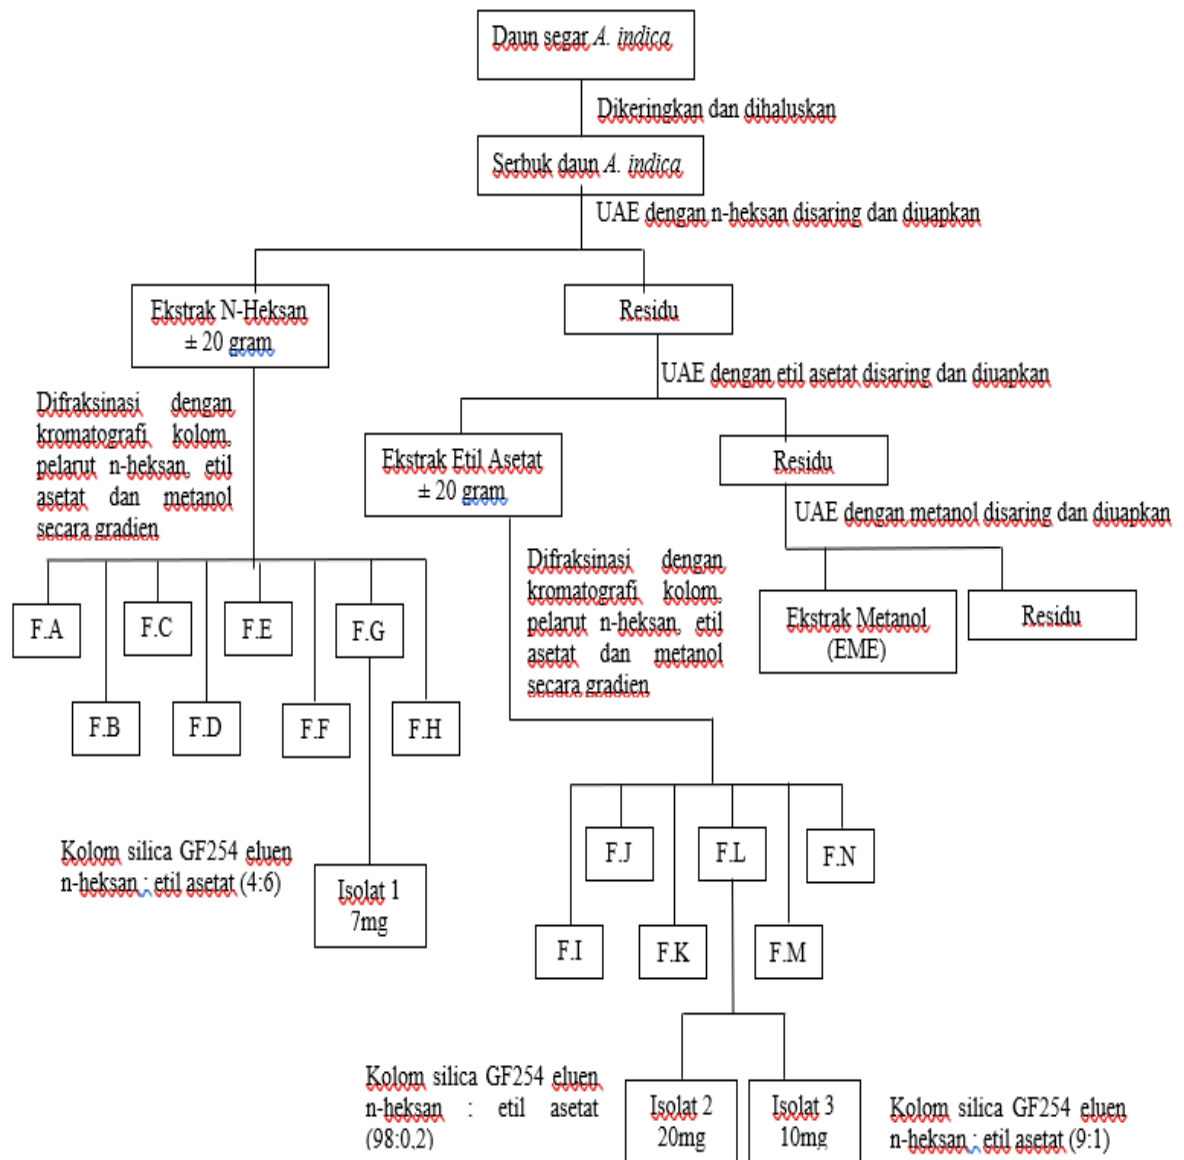 Daun segar A. indica
Dikeringkan dan dihaluskan
Serbuk daun A. indica
UAE dengan n-heksan disaring dan diuapkan
Ekstrak N-Heksan
± 20 gram
Residu
UAE dengan etil asetat disaring dan diuapkan
Difraksinasi dengan
kromatografi kolom,
pelarut n-heksan, etil
asetat dan metanol
secara gradien
Ekstrak Etil Asetat
± 20 gram
Residu
UAE dengan metanol disaring dan diuapkan
Difraksinasi dengan
kromatografi kolom,
pelarut n-heksan, etil
asetat dan metanol
secara gradien
Ekstrak Metanol
(EME)
Residu
F.A
F.C
F.E
F.G
F.B
F.D
F.F
F.H
Kolom silica GF254 eluen
n-heksan : etil asetat (4:6)
Isolat 1
7mg
F.J
F.L
F.N
F.I
F.K
F.M
Kolom silica GF254 eluen
n-heksan : etil asetat
(98:0,2)
Isolat 2
20mg
Isolat 3
10mg
Kolom silica GF254 eluen
n-heksan : etil asetat (9:1)